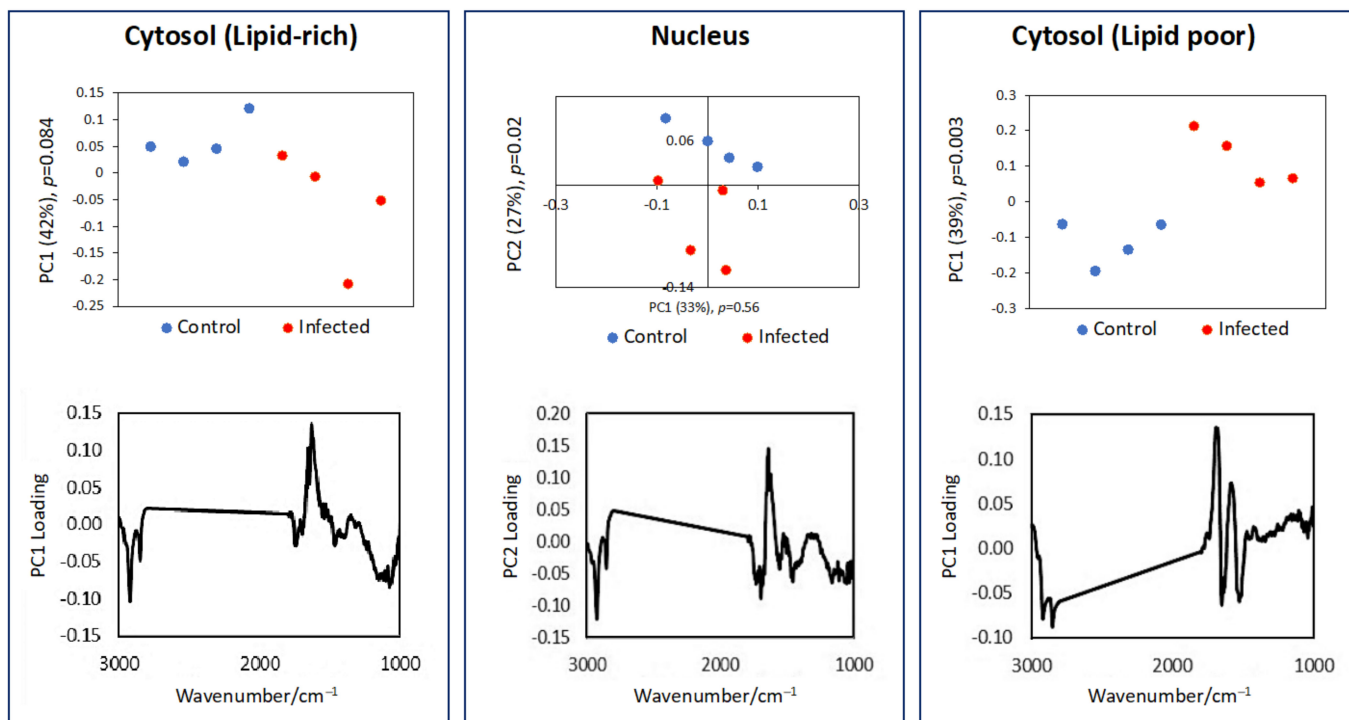 Cytosol (Lipid-rich)
PC1 (42%), p=0.084
0.15
0.1
0.05
0
-0.05
-0.1
-0.15
-0.2
-0.25
Control
Infected
PC1 Loading
0.15
0.10
0.05
0.00
-0.05
-0.10
-0.15
3000
2000
1000
Wavenumber/cm⁻¹
Nucleus
PC2 (27%), p=0.02
0.06
-0.3
-0.1
0.1
0.3
-0.14
PC1 (33%), p=0.56
Control
Infected
PC2 Loading
0.20
0.15
0.10
0.05
0.00
-0.05
-0.10
-0.15
3000
2000
1000
Wavenumber/cm⁻¹
Cytosol (Lipid poor)
PC1 (39%), p=0.003
0.3
0.2
0.1
0
-0.1
-0.2
-0.3
Control
Infected
PC1 Loading
0.15
0.10
0.05
0.00
-0.05
-0.10
3000
2000
1000
Wavenumber/cm⁻¹